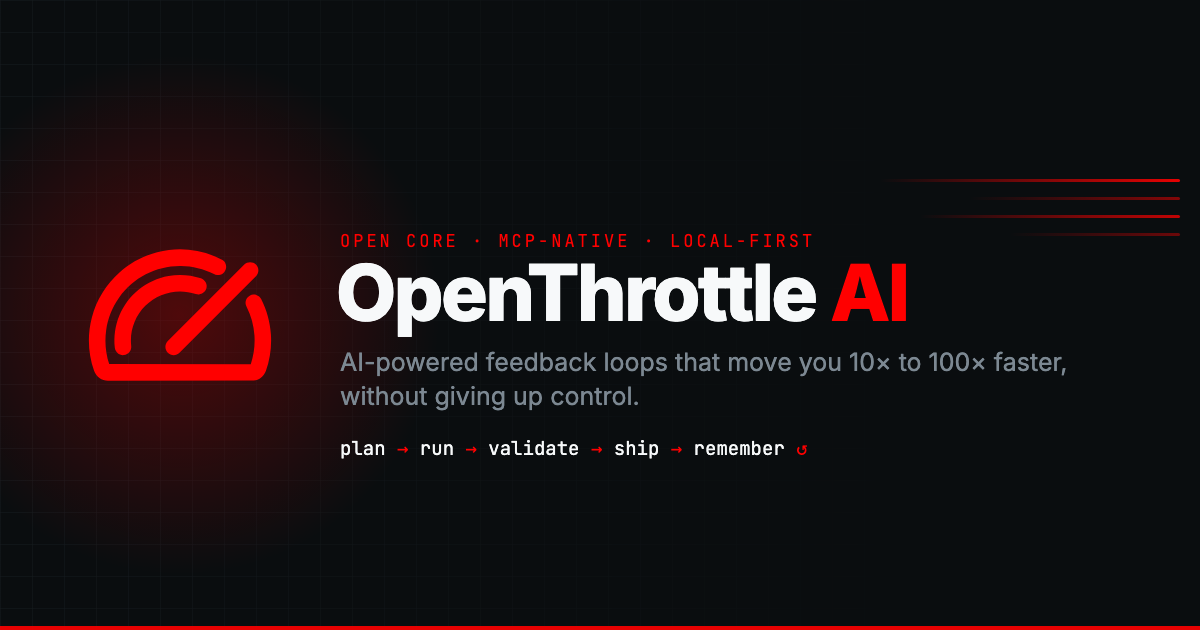 OPEN CORE · MCP-NATIVE · LOCAL-FIRST
OpenThrottle AI
AI-powered feedback loops that move you 10× to 100× faster,
without giving up control.
plan → run → validate → ship → remember ↺